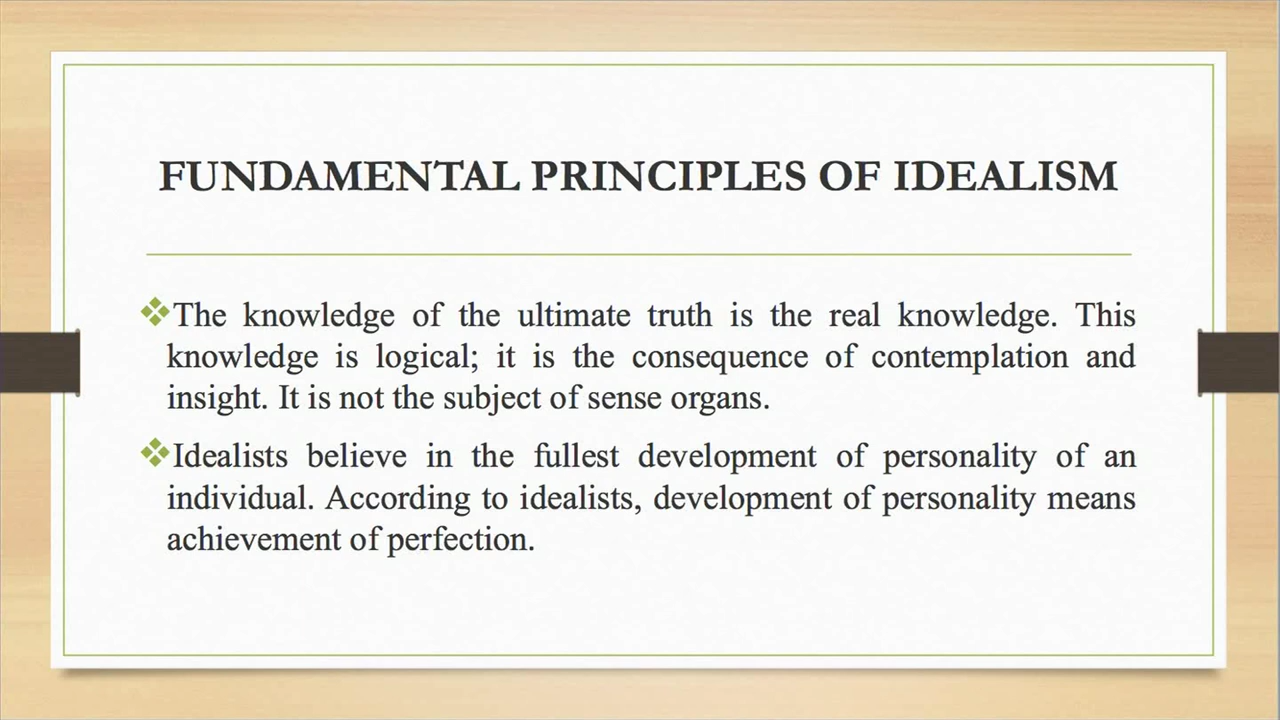 FUNDAMENTAL PRINCIPLES OF IDEALISM
The knowledge of the ultimate truth is the real knowledge. This
knowledge is logical; it is the consequence of contemplation and
insight. It is not the subject of sense organs.
Idealists believe in the fullest development of personality of an
individual. According to idealists, development of personality means
achievement of perfection.